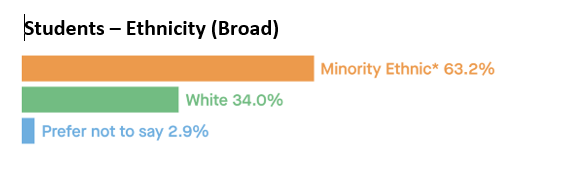 Students – Ethnicity (Broad)
Minority Ethnic* 63.2%
White 34.0%
Prefer not to say 2.9%